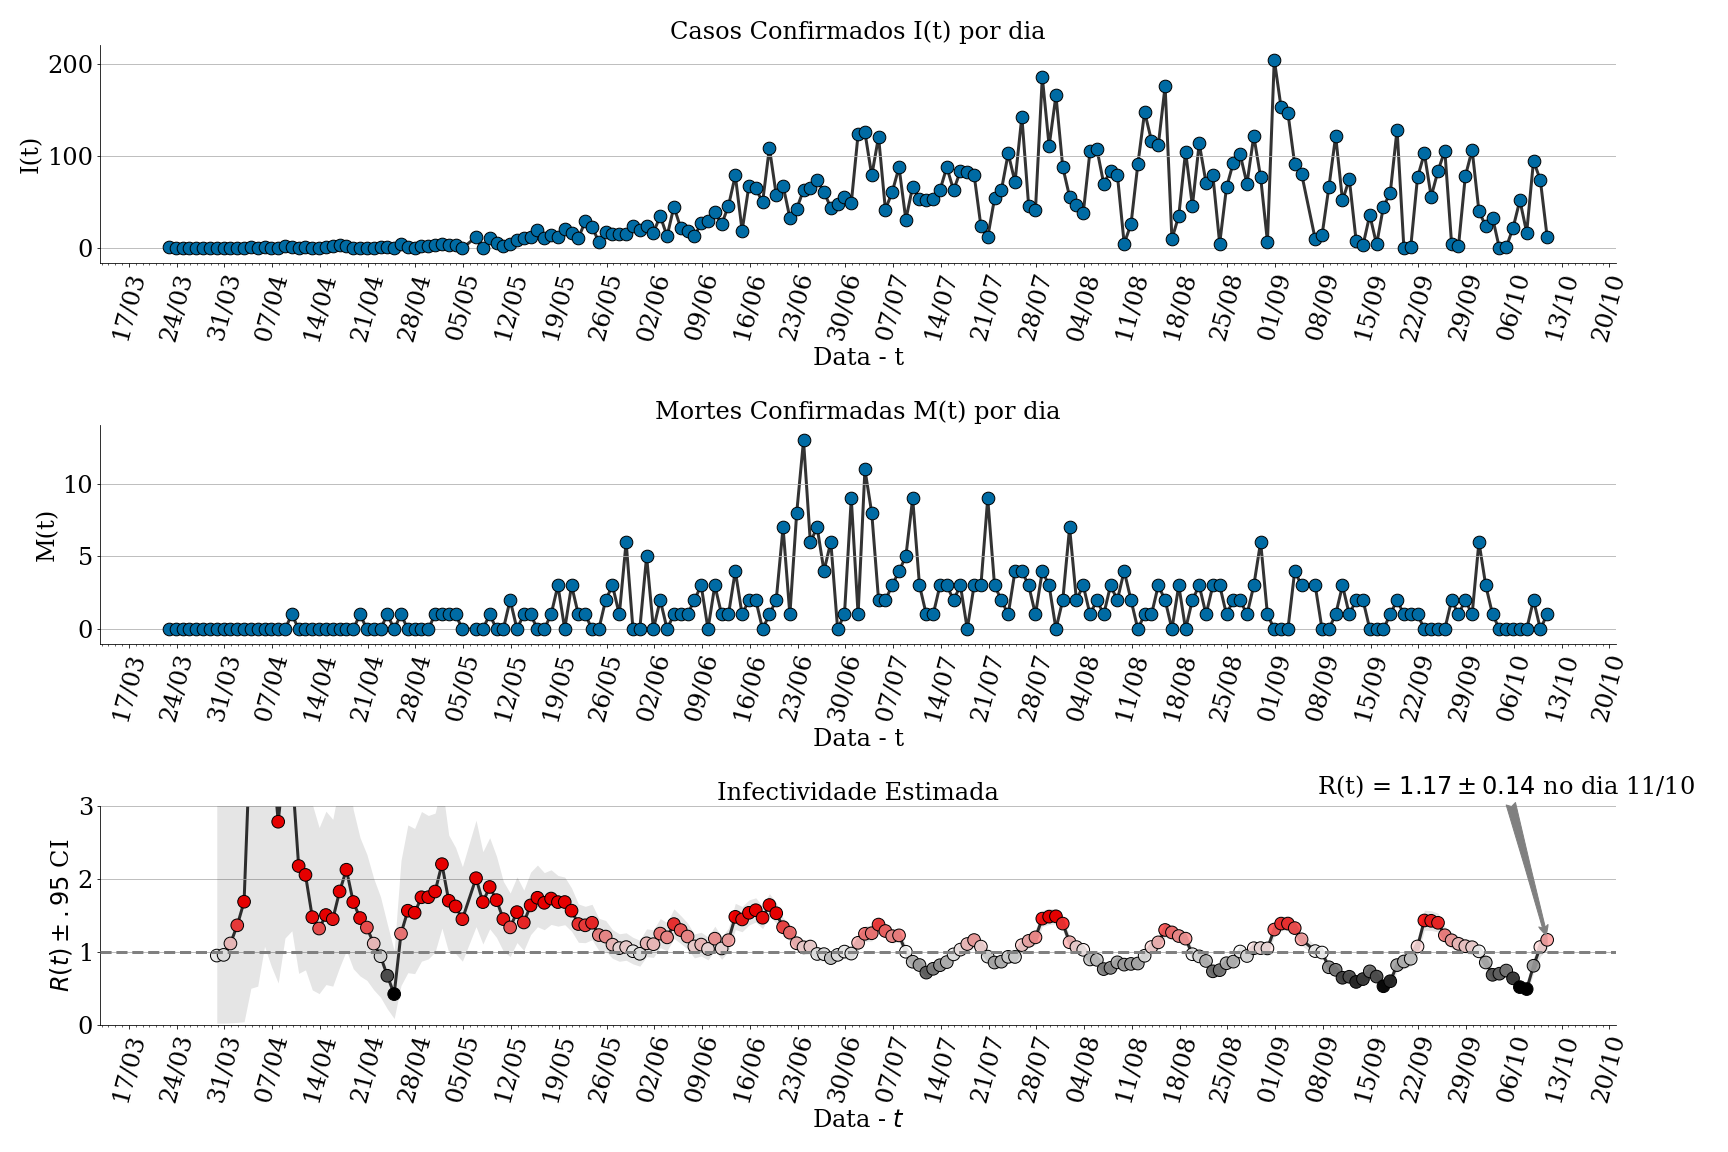 Casos Confirmados I(t) por dia
I(t)
200
100
0
17/03 24/03 31/03 07/04 14/04 21/04 28/04 05/05 12/05 19/05 26/05 02/06 09/06 16/06 23/06 30/06 07/07 14/07 21/07 28/07 04/08 11/08 18/08 25/08 01/09 08/09 15/09 22/09 29/09 06/10 13/10 20/10
Data - t
Mortes Confirmadas M(t) por dia
M(t)
10
5
0
17/03 24/03 31/03 07/04 14/04 21/04 28/04 05/05 12/05 19/05 26/05 02/06 09/06 16/06 23/06 30/06 07/07 14/07 21/07 28/07 04/08 11/08 18/08 25/08 01/09 08/09 15/09 22/09 29/09 06/10 13/10 20/10
Data - t
Infectividade Estimada
R(t) = 1.17 ± 0.14 no dia 11/10
R(t) ± .95 CI
3
2
1
0
17/03 24/03 31/03 07/04 14/04 21/04 28/04 05/05 12/05 19/05 26/05 02/06 09/06 16/06 23/06 30/06 07/07 14/07 21/07 28/07 04/08 11/08 18/08 25/08 01/09 08/09 15/09 22/09 29/09 06/10 13/10 20/10
Data - t